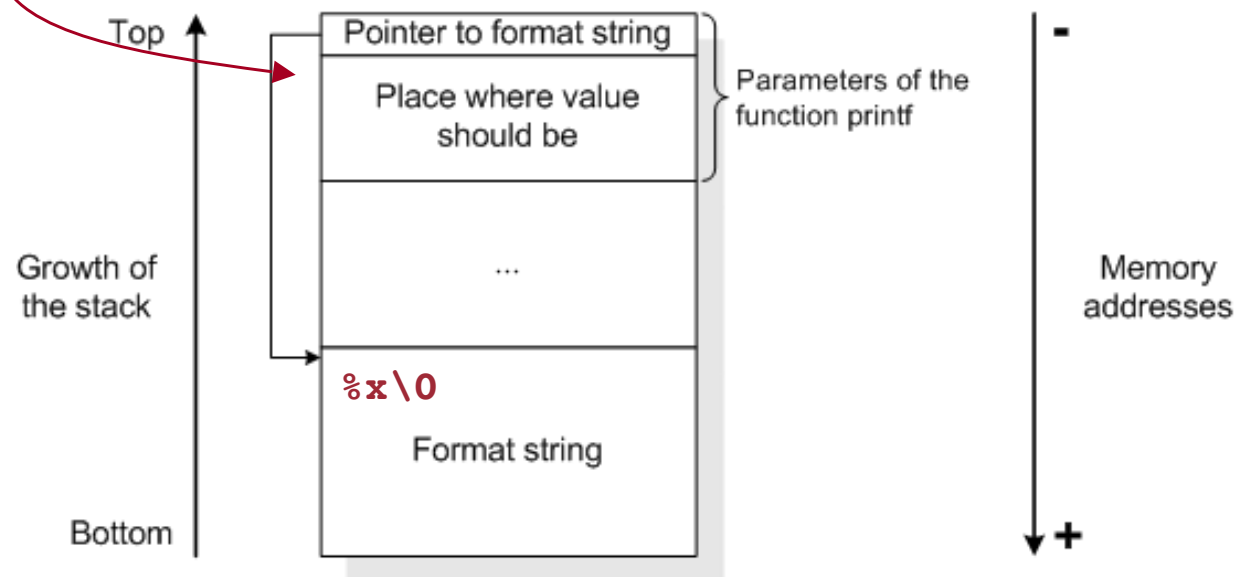 Top
Pointer to format string
-
Place where value
should be
Parameters of the
function printf
Growth of
the stack
...
Memory
addresses
%x\0
Format string
Bottom
+